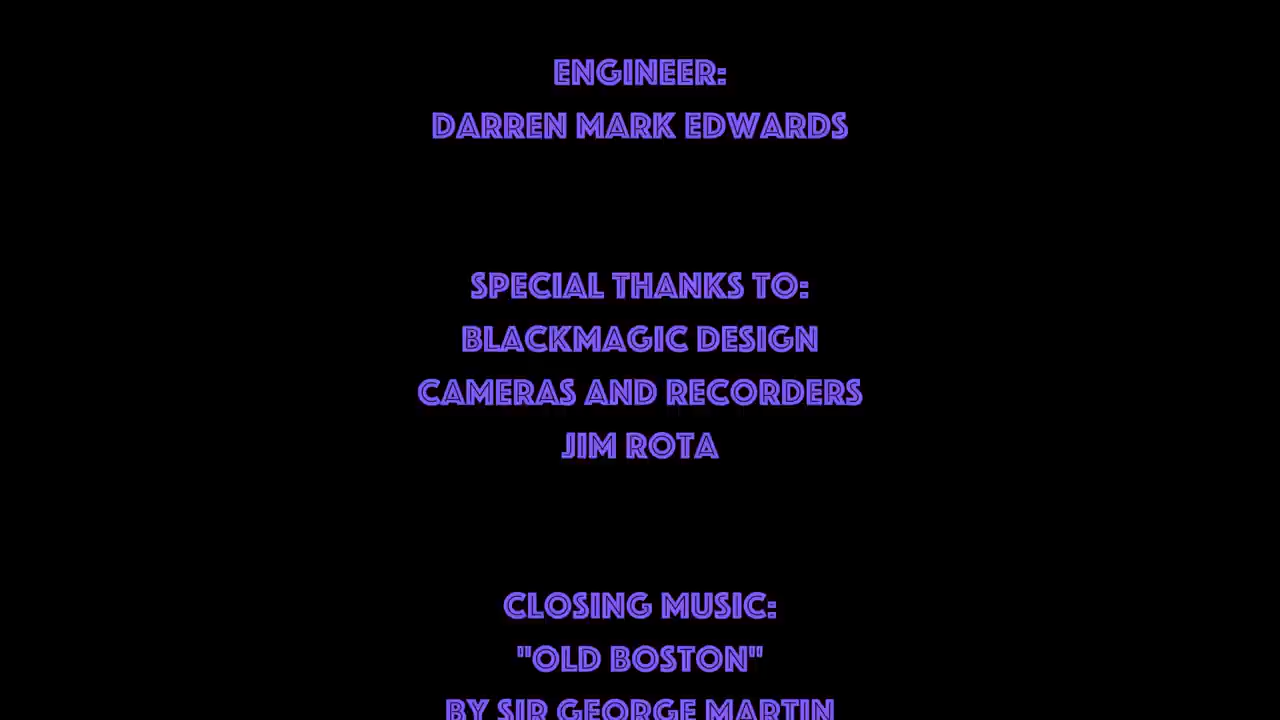 ENGINEER:
DARREN MARK EDWARDS
SPECIAL THANKS TO:
BLACKMAGIC DESIGN
CAMERAS AND RECORDERS
JIM ROTA
CLOSING MUSIC:
"OLD BOSTON"
BY SIR GEORGE MARTIN